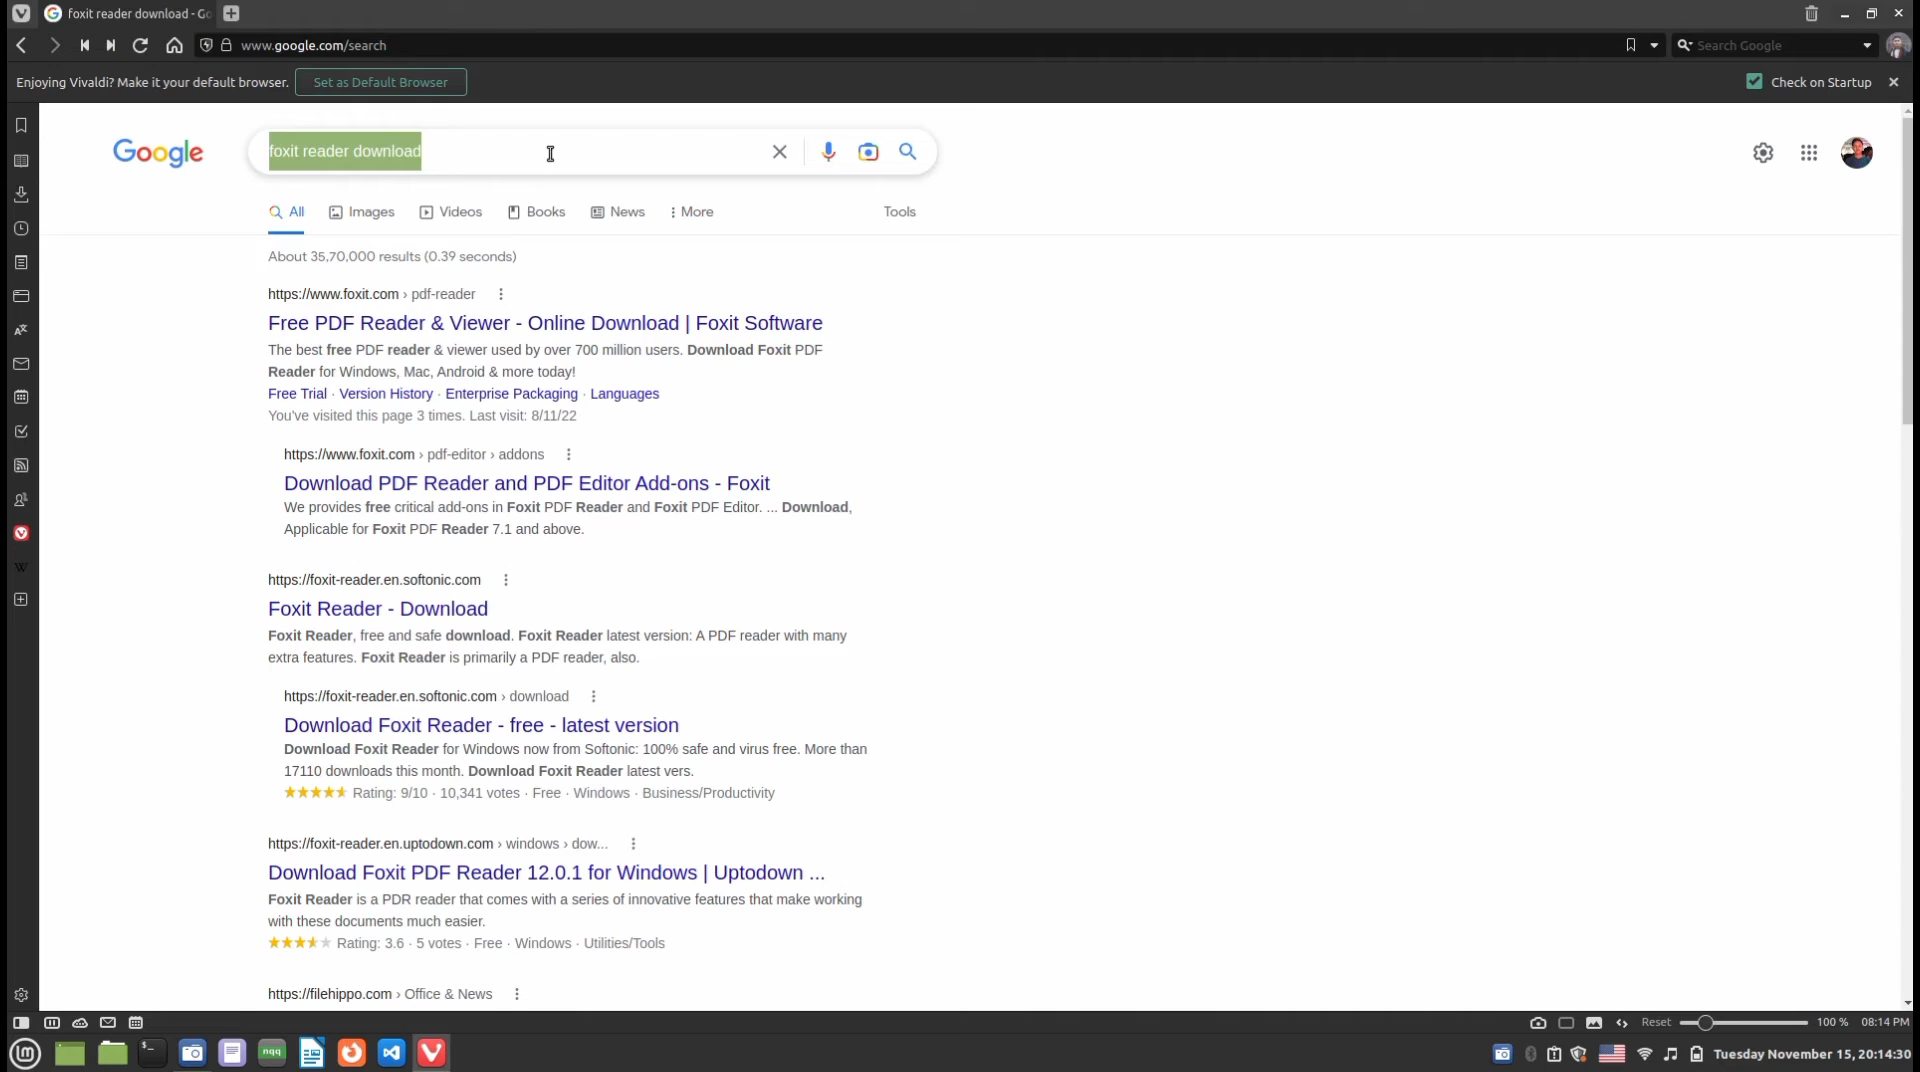 foxit reader download - Go
www.google.com/search
Search Google
Enjoying Vivaldi? Make it your default browser.
Set as Default Browser
Check on Startup
Google
foxit reader download
All
Images
Videos
Books
News
More
Tools
About 35,70,000 results (0.39 seconds)
https://www.foxit.com › pdf-reader
Free PDF Reader & Viewer - Online Download | Foxit Software
The best free PDF reader & viewer used by over 700 million users. Download Foxit PDF
Reader for Windows, Mac, Android & more today!
Free Trial · Version History · Enterprise Packaging · Languages
You've visited this page 3 times. Last visit: 8/11/22
https://www.foxit.com › pdf-editor › addons
Download PDF Reader and PDF Editor Add-ons - Foxit
We provides free critical add-ons in Foxit PDF Reader and Foxit PDF Editor. ... Download,
Applicable for Foxit PDF Reader 7.1 and above.
https://foxit-reader.en.softonic.com
Foxit Reader - Download
Foxit Reader, free and safe download. Foxit Reader latest version: A PDF reader with many
extra features. Foxit Reader is primarily a PDF reader, also.
https://foxit-reader.en.softonic.com › download
Download Foxit Reader - free - latest version
Download Foxit Reader for Windows now from Softonic: 100% safe and virus free. More than
17110 downloads this month. Download Foxit Reader latest vers.
Rating: 9/10 · 10,341 votes · Free · Windows · Business/Productivity
https://foxit-reader.en.uptodown.com › windows › dow...
Download Foxit PDF Reader 12.0.1 for Windows | Uptodown ...
Foxit Reader is a PDR reader that comes with a series of innovative features that make working
with these documents much easier.
Rating: 3.6 · 5 votes · Free · Windows · Utilities/Tools
https://filehippo.com › Office & News
W
Reset
100 %
08:14 PM
nqq
Tuesday November 15, 20:14:30